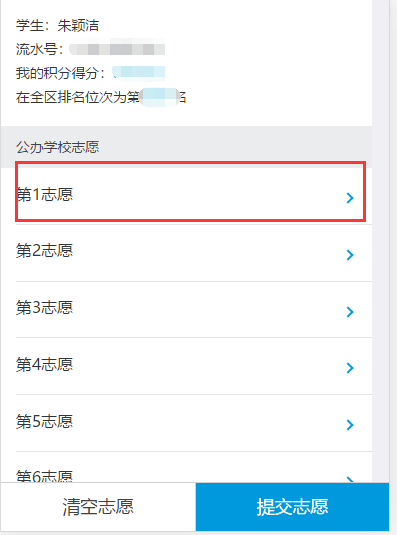 学生：朱颖洁
流水号：
我的积分得分：
在全区排名位次为第 名
公办学校志愿
第1志愿
第2志愿
第3志愿
第4志愿
第5志愿
第6志愿
清空志愿 提交志愿